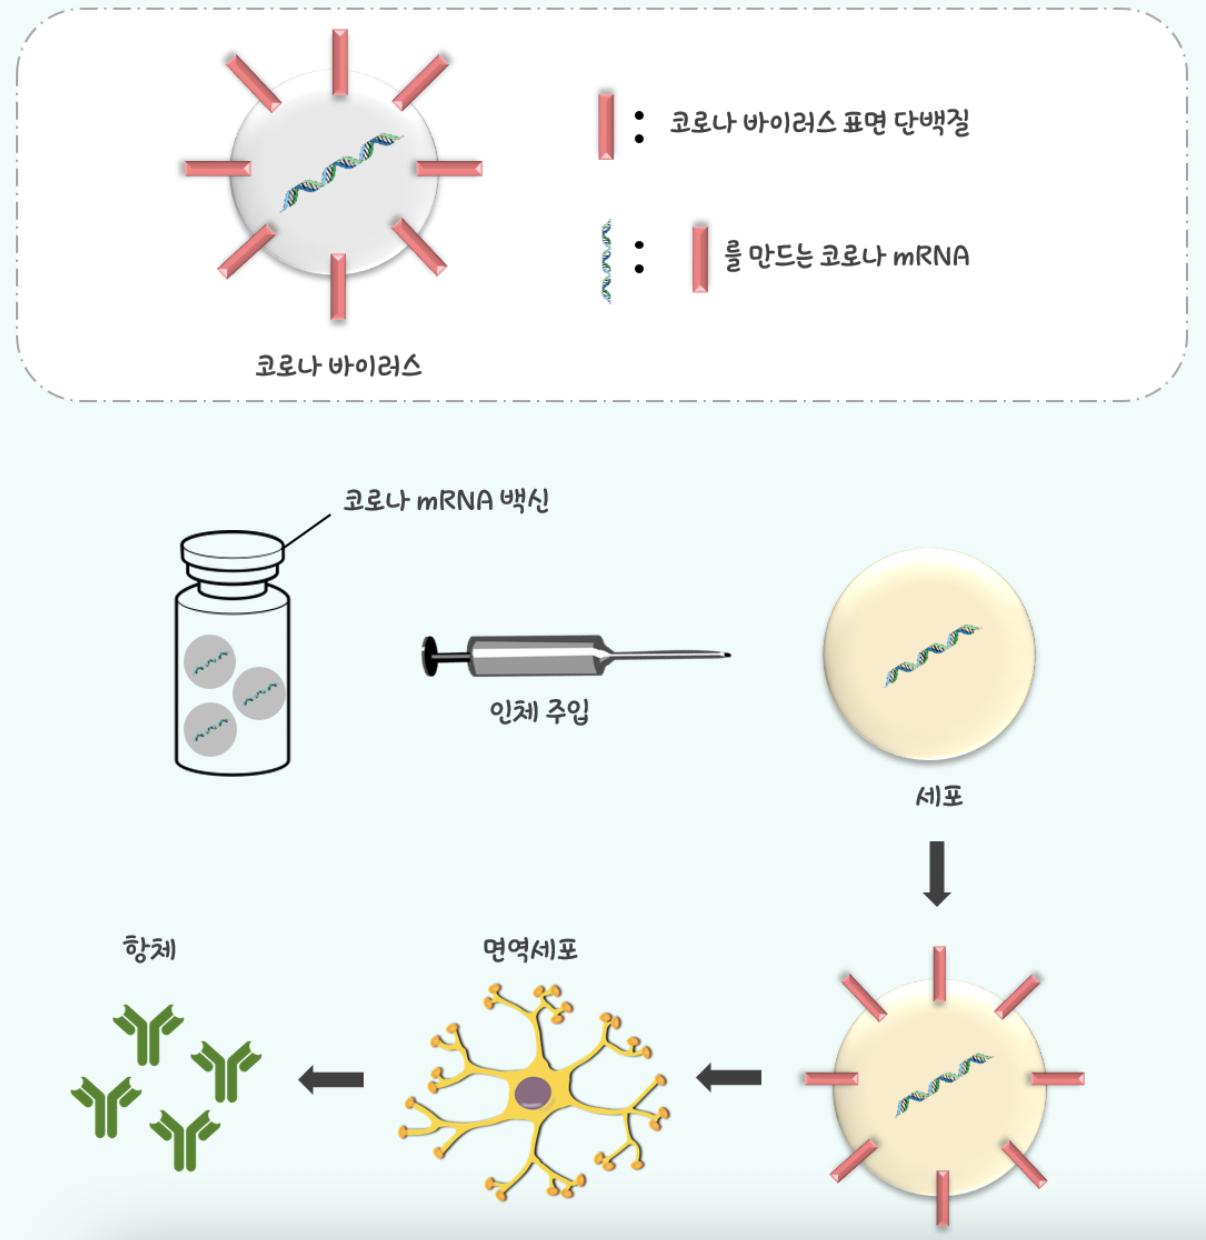 : 코로나 바이러스 표면 단백질
: 를 만드는 코로나 mRNA
코로나 바이러스
코로나 mRNA 백신
인체 주입
세포
항체
면역세포